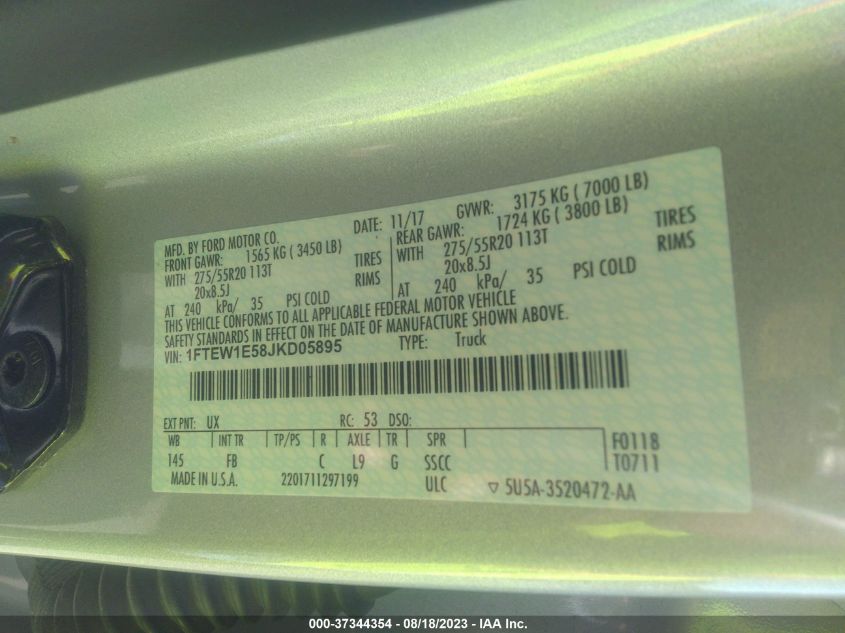 MFD. BY FORD MOTOR CO.
DATE: 11/17 GVWR: 3175 KG ( 7000 LB)
FRONT GAWR: 1565 KG ( 3450 LB)
REAR GAWR: 1724 KG ( 3800 LB)
WITH 275/55R20 113T TIRES
WITH 275/55R20 113T TIRES
20x8.5J RIMS
20x8.5J RIMS
AT 240 kPa/ 35 PSI COLD
AT 240 kPa/ 35 PSI COLD
THIS VEHICLE CONFORMS TO ALL APPLICABLE FEDERAL MOTOR VEHICLE
SAFETY STANDARDS IN EFFECT ON THE DATE OF MANUFACTURE SHOWN ABOVE.
VIN: 1FTEW1E58JKD05895 TYPE: Truck
EXT PNT: UX RC: 53 DSO:
WB INT TR TP/PS R AXLE TR SPR F0118
145 FB C L9 G SSCC T0711
MADE IN U.S.A. 2201711297199 ULC ▽ 5U5A-3520472-AA
000-37344354 - 08/18/2023 - IAA Inc.